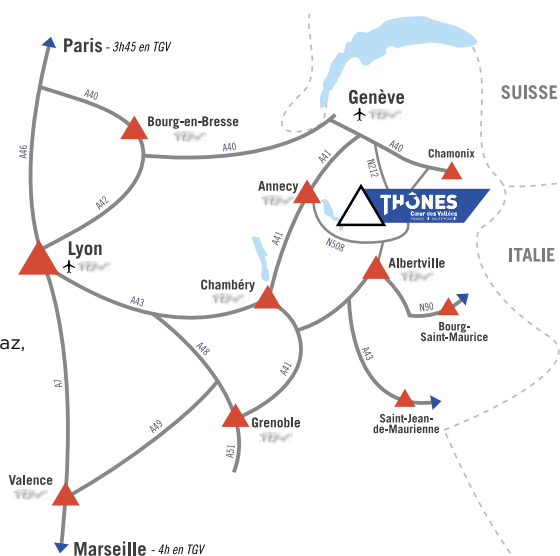 Paris - 3h45 en TGV
SUISSE
A40
Genève
Bourg-en-Bresse
A46
A40
A41
A40
Chamonix
N212
Annecy
A42
THÔNES
Cœur des Vallées
Lyon
A41
N508
ITALIE
Albertville
Chambéry
A43
N90
Bourg-
Saint-Maurice
az,
A48
A41
A43
A7
A49
Grenoble
Saint-Jean-
de-Maurienne
A51
Valence
Marseille - 4h en TGV